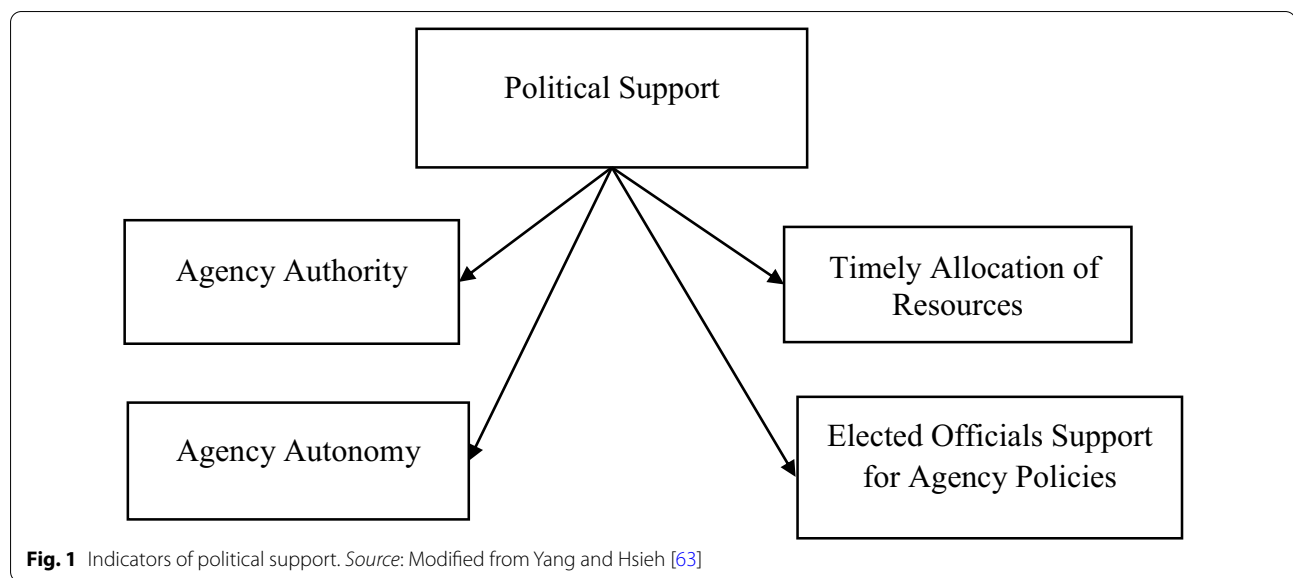 Political Support
Agency Authority
Timely Allocation of
Resources
Agency Autonomy
Elected Officials Support
for Agency Policies
Fig. 1 Indicators of political support. Source: Modified from Yang and Hsieh [63]